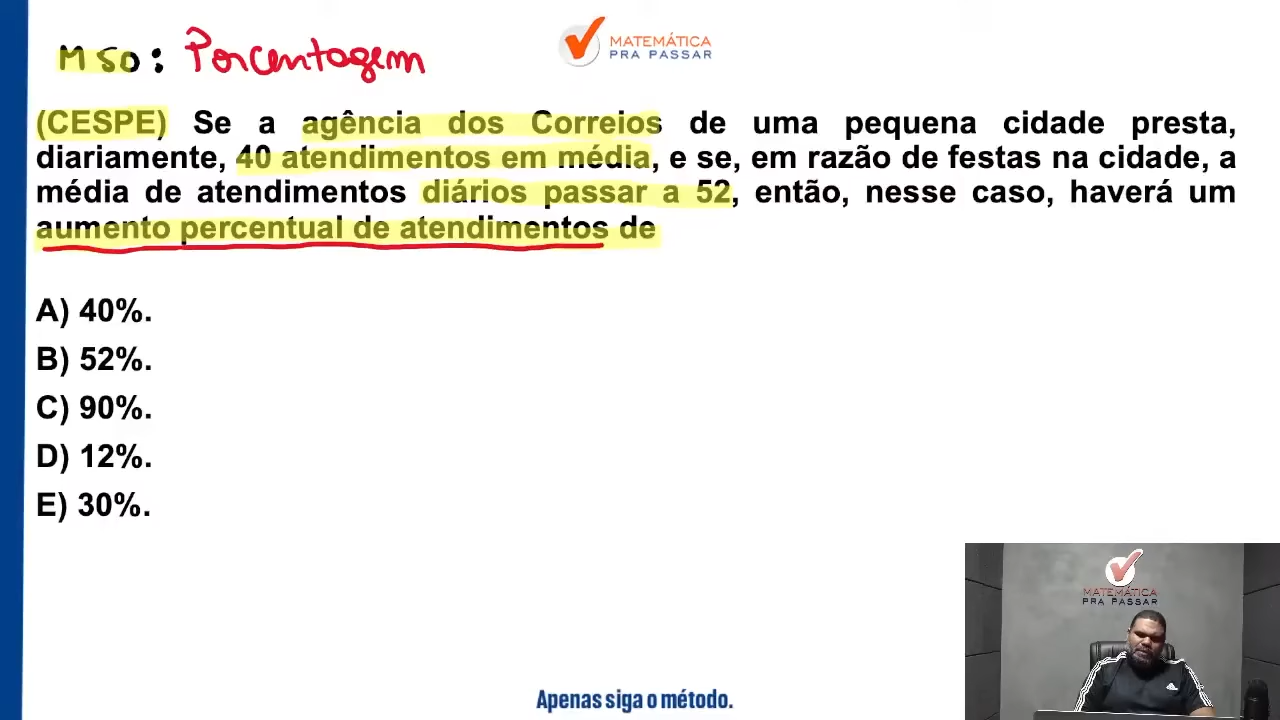 M50: Porcentagem
MATEMÁTICA
PRA PASSAR
(CESPE) Se a agência dos Correios de uma pequena cidade presta,
diariamente, 40 atendimentos em média, e se, em razão de festas na cidade, a
média de atendimentos diários passar a 52, então, nesse caso, haverá um
aumento percentual de atendimentos de
A) 40%.
B) 52%.
C) 90%.
D) 12%.
E) 30%.
MATEMÁTICA
PRA PASSAR
Apenas siga o método.